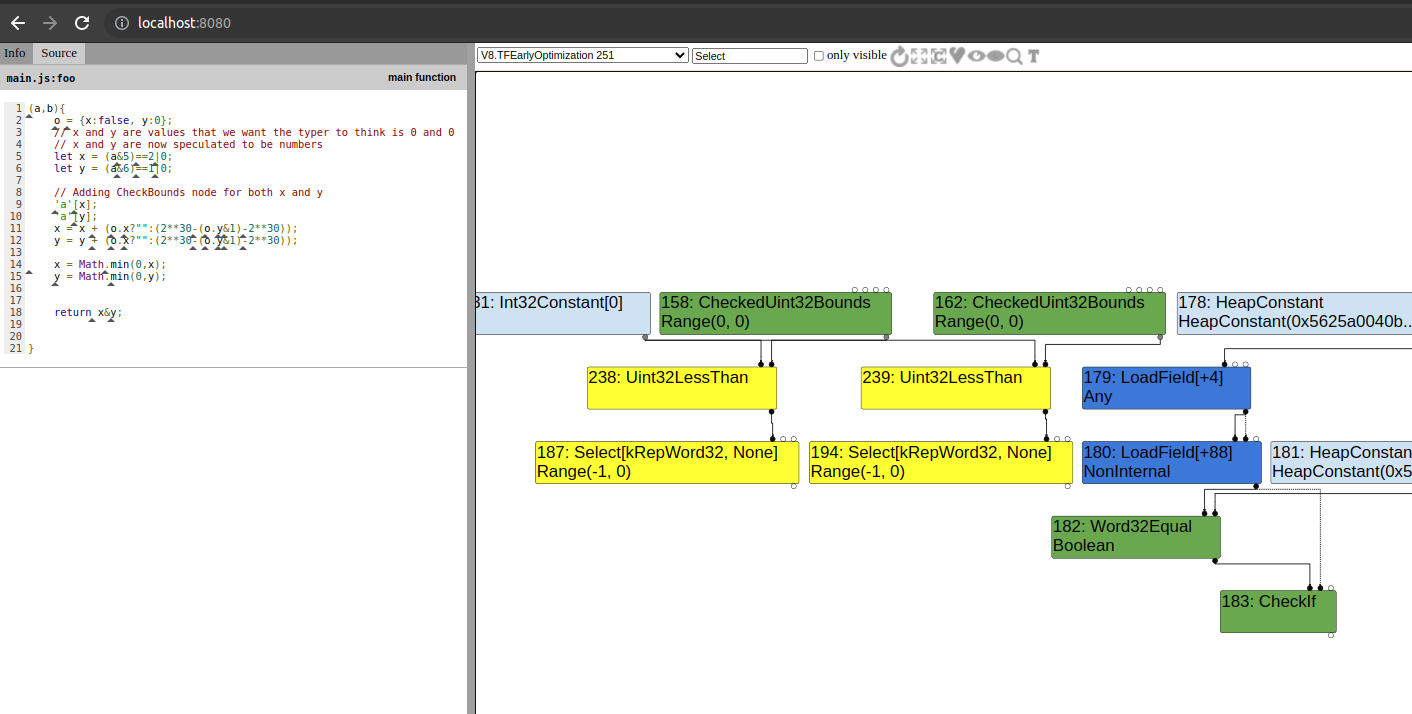 localhost:8080
Info Source
V8.TFEarlyOptimization 251
Select
only visible
main.js:foo
main function
1 (a,b){
2 o = {x:false, y:0};
3 // x and y are values that we want the typer to think is 0 and 0
4 // x and y are now speculated to be numbers
5 let x = (a&5)==2|0;
6 let y = (a&6)==1|0;
7
8 // Adding CheckBounds node for both x and y
9 'a'[x];
10 'a'[y];
11 x = x + (o.x?"":(2**30-(o.y&1)-2**30));
12 y = y + (o.x?"":(2**30-(o.y&1)-2**30));
13
14 x = Math.min(0,x);
15 y = Math.min(0,y);
16
17
18 return x&y;
19
20
21 }
31: Int32Constant[0]
158: CheckedUint32Bounds
Range(0, 0)
162: CheckedUint32Bounds
Range(0, 0)
178: HeapConstant
HeapConstant(0x5625a0040b...
238: Uint32LessThan
239: Uint32LessThan
179: LoadField[+4]
Any
187: Select[kRepWord32, None]
Range(-1, 0)
194: Select[kRepWord32, None]
Range(-1, 0)
180: LoadField[+88]
NonInternal
181: HeapConstan
HeapConstant(0x5
182: Word32Equal
Boolean
183: CheckIf